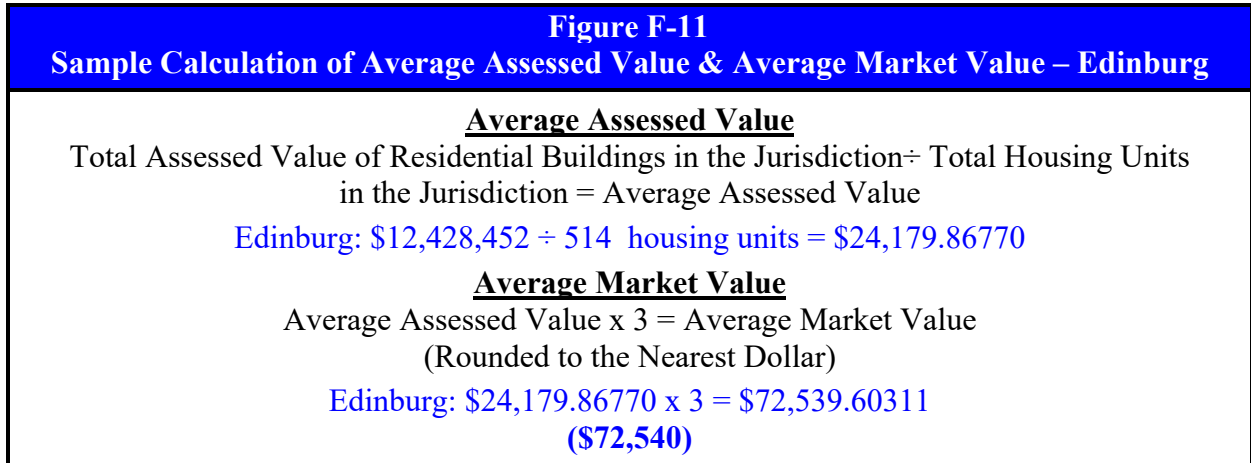 Figure F-11
Sample Calculation of Average Assessed Value & Average Market Value – Edinburg
Average Assessed Value
Total Assessed Value of Residential Buildings in the Jurisdiction÷ Total Housing Units
in the Jurisdiction = Average Assessed Value
Edinburg: $12,428,452 ÷ 514 housing units = $24,179.86770
Average Market Value
Average Assessed Value x 3 = Average Market Value
(Rounded to the Nearest Dollar)
Edinburg: $24,179.86770 x 3 = $72,539.60311
($72,540)